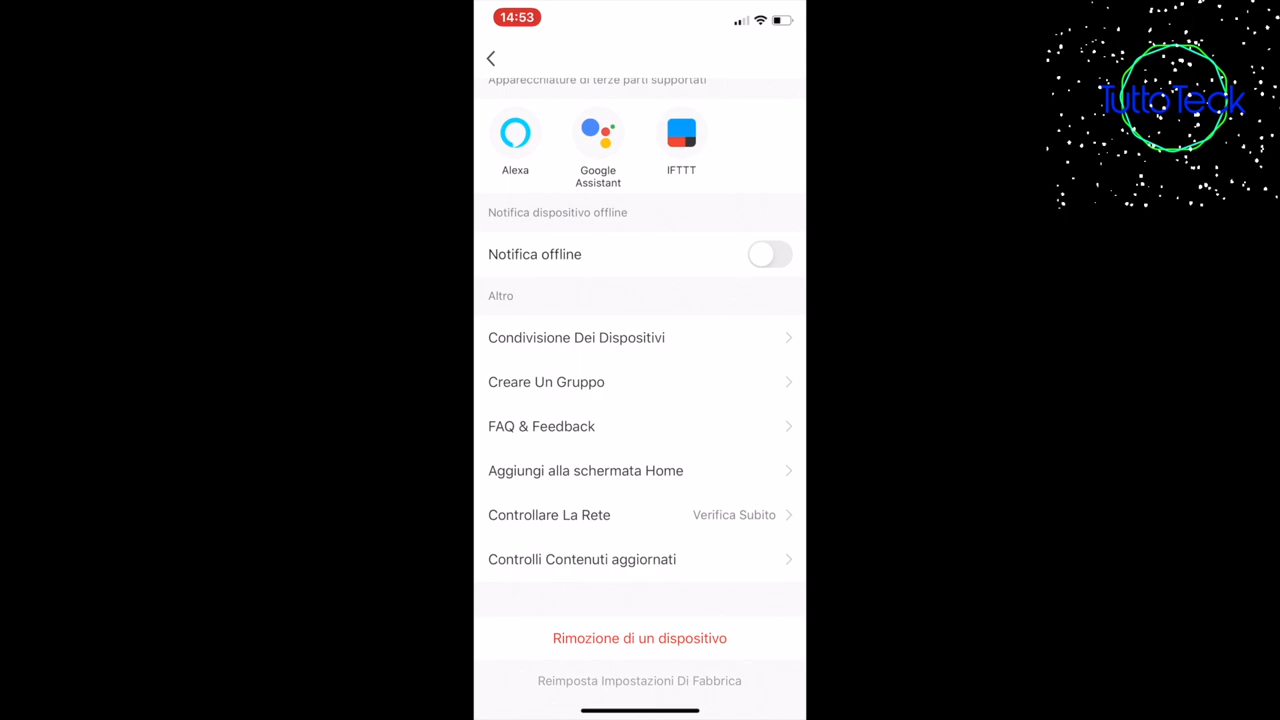 14:53
TuttoTeck
Apparecchiature di terze parti supportati
Alexa
Google
Assistant
IFTTT
Notifica dispositivo offline
Notifica offline
Altro
Condivisione Dei Dispositivi
Creare Un Gruppo
FAQ & Feedback
Aggiungi alla schermata Home
Controllare La Rete
Verifica Subito
Controlli Contenuti aggiornati
Rimozione di un dispositivo
Reimposta Impostazioni Di Fabbrica